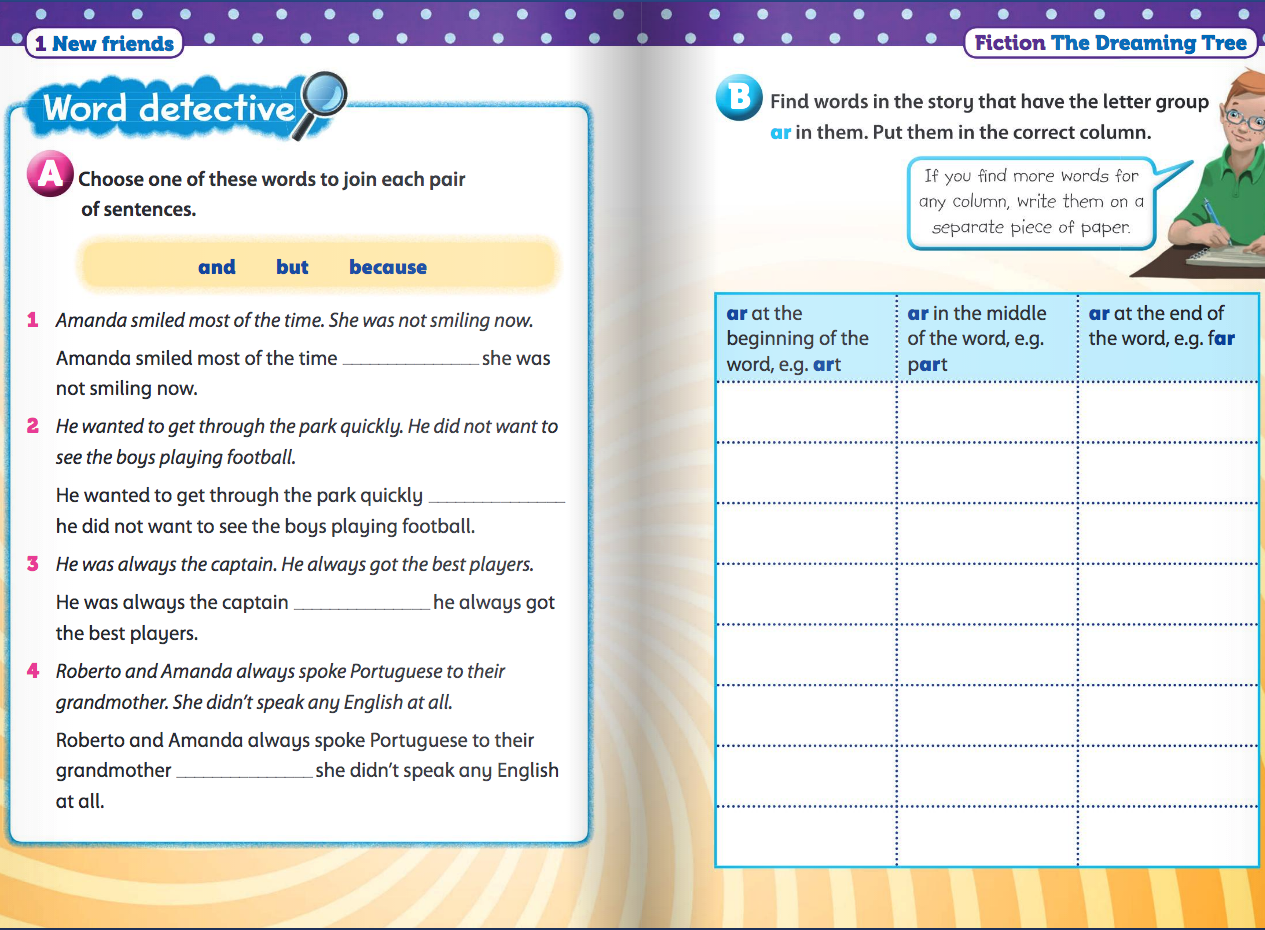 1 New friends
Word detective
A
Choose one of these words to join each pair
of sentences.
and but because
1 Amanda smiled most of the time. She was not smiling now.
Amanda smiled most of the time _______________ she was
not smiling now.
2 He wanted to get through the park quickly. He did not want to
see the boys playing football.
He wanted to get through the park quickly _______________
he did not want to see the boys playing football.
3 He was always the captain. He always got the best players.
He was always the captain _______________ he always got
the best players.
4 Roberto and Amanda always spoke Portuguese to their
grandmother. She didn't speak any English at all.
Roberto and Amanda always spoke Portuguese to their
grandmother _______________ she didn't speak any English
at all.
Fiction The Dreaming Tree
B
Find words in the story that have the letter group
ar in them. Put them in the correct column.
If you find more words for
any column, write them on a
separate piece of paper.
ar at the
beginning of the
word, e.g. art
ar in the middle
of the word, e.g.
part
ar at the end of
the word, e.g. far